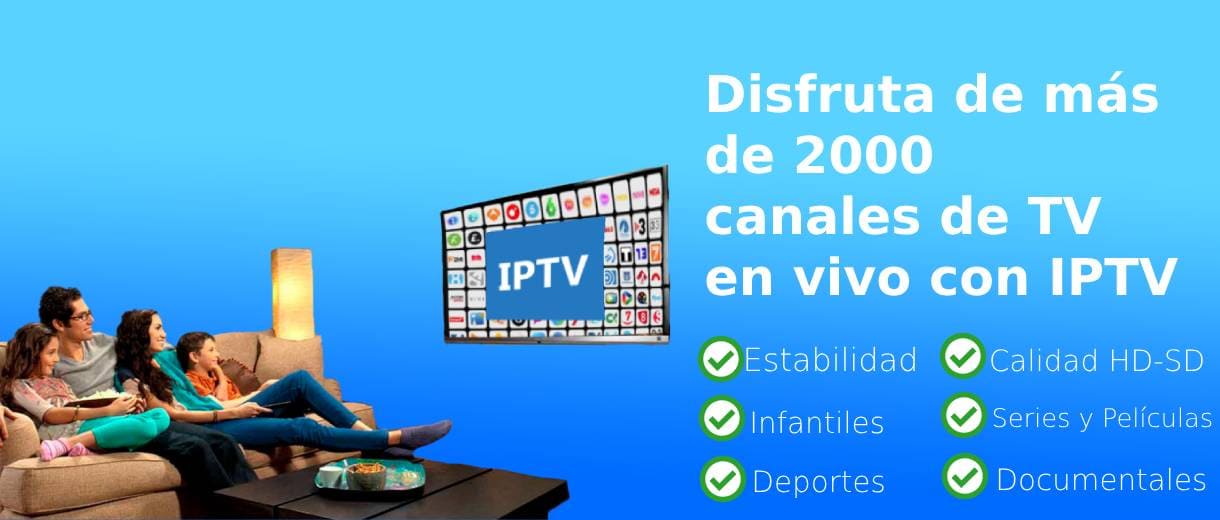 Disfruta de más
de 2000
canales de TV
en vivo con IPTV
IPTV
Estabilidad
Calidad HD-SD
Infantiles
Series y Películas
Deportes
Documentales